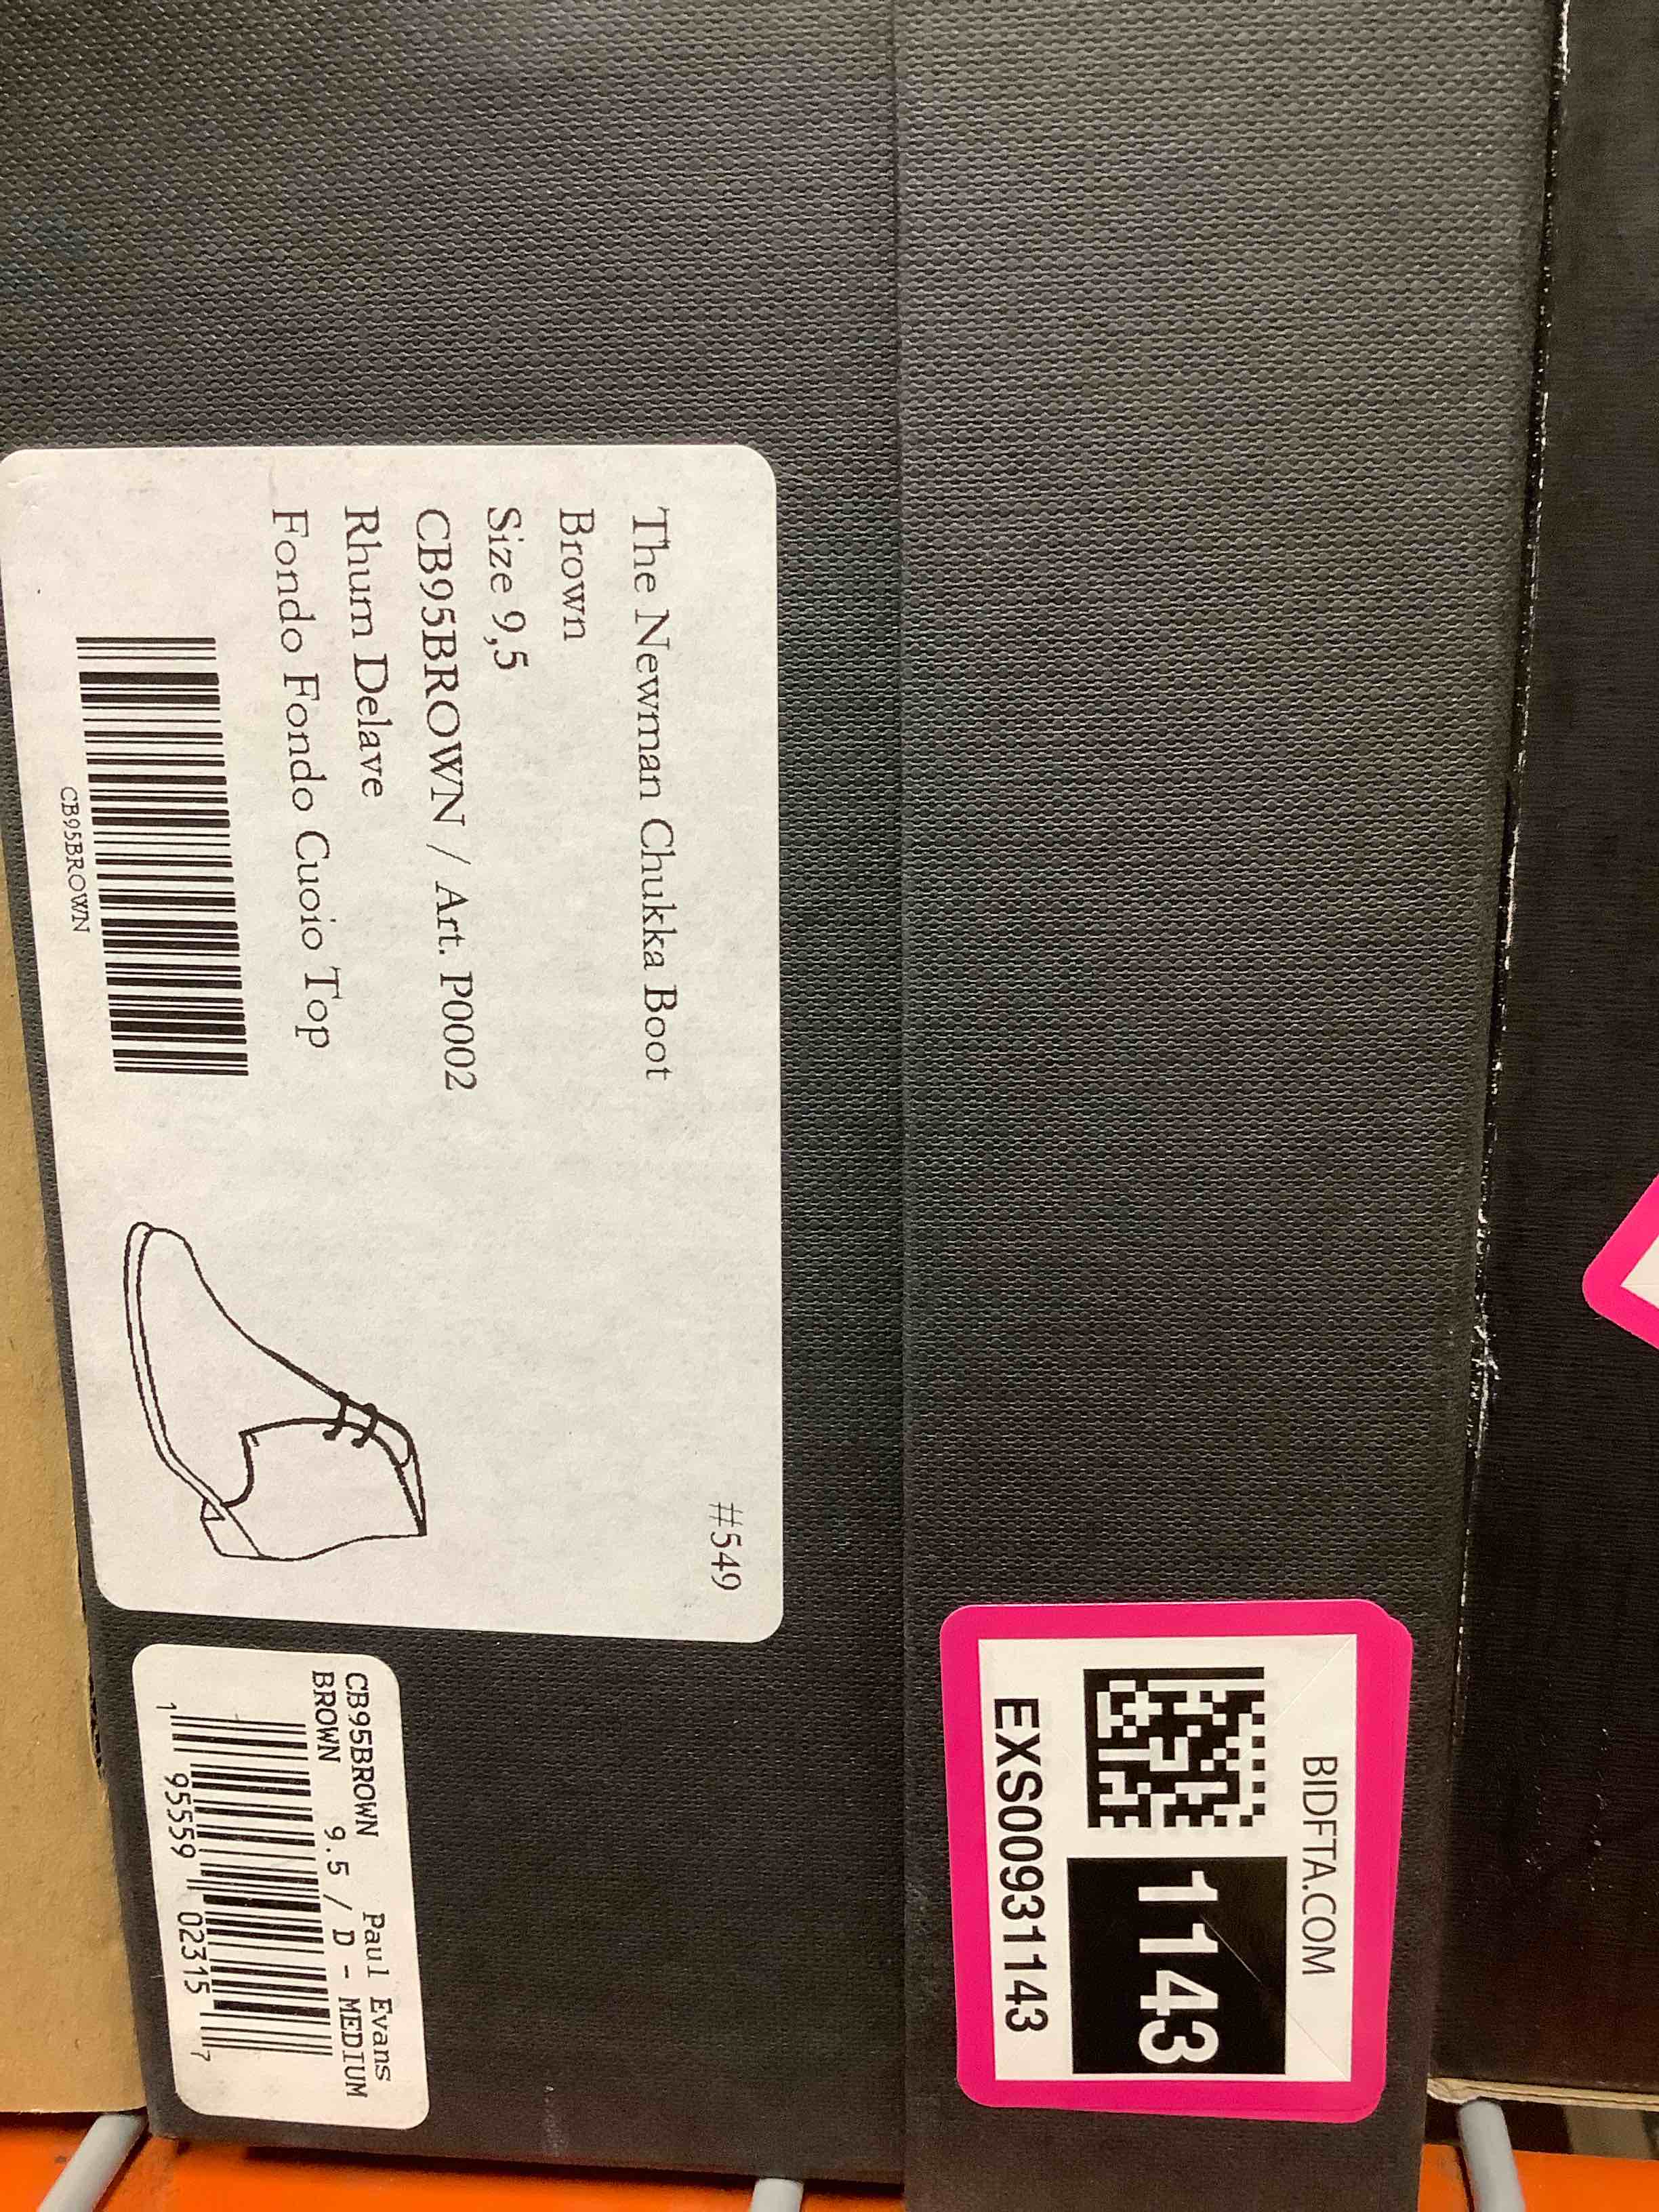 #549
The Newman Chukka Boot
Brown
Size 9,5
CB95BROWN / Art. P0002
Rhum Delave
Fondo Fondo Cuoio Top
CB95BROWN
BIDFTA.COM
1143
EXS00931143
CB95BROWN Paul Evans
BROWN 9.5 / D - MEDIUM
1 95559 02315 7